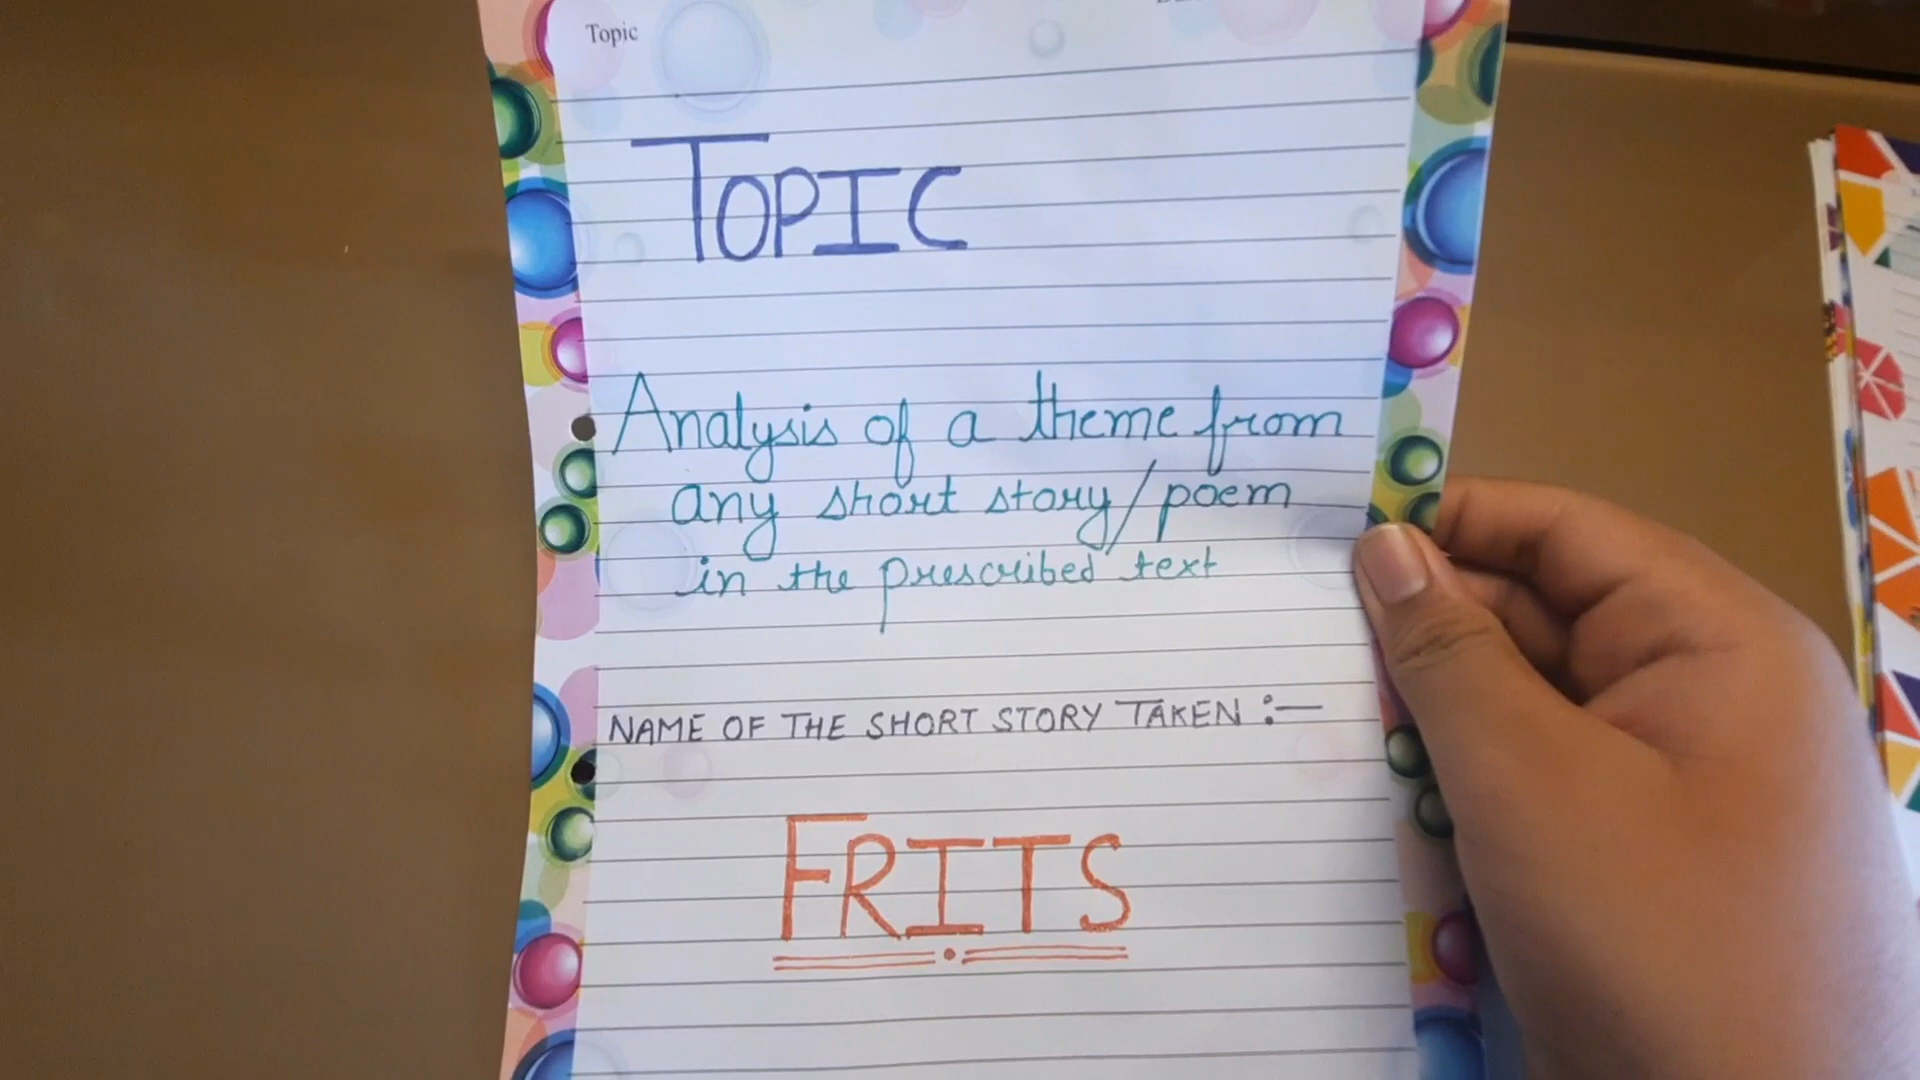 Topic
TOPIC
Analysis of a theme from
any short story/poem
in the prescribed text
NAME OF THE SHORT STORY TAKEN :—
FRITS